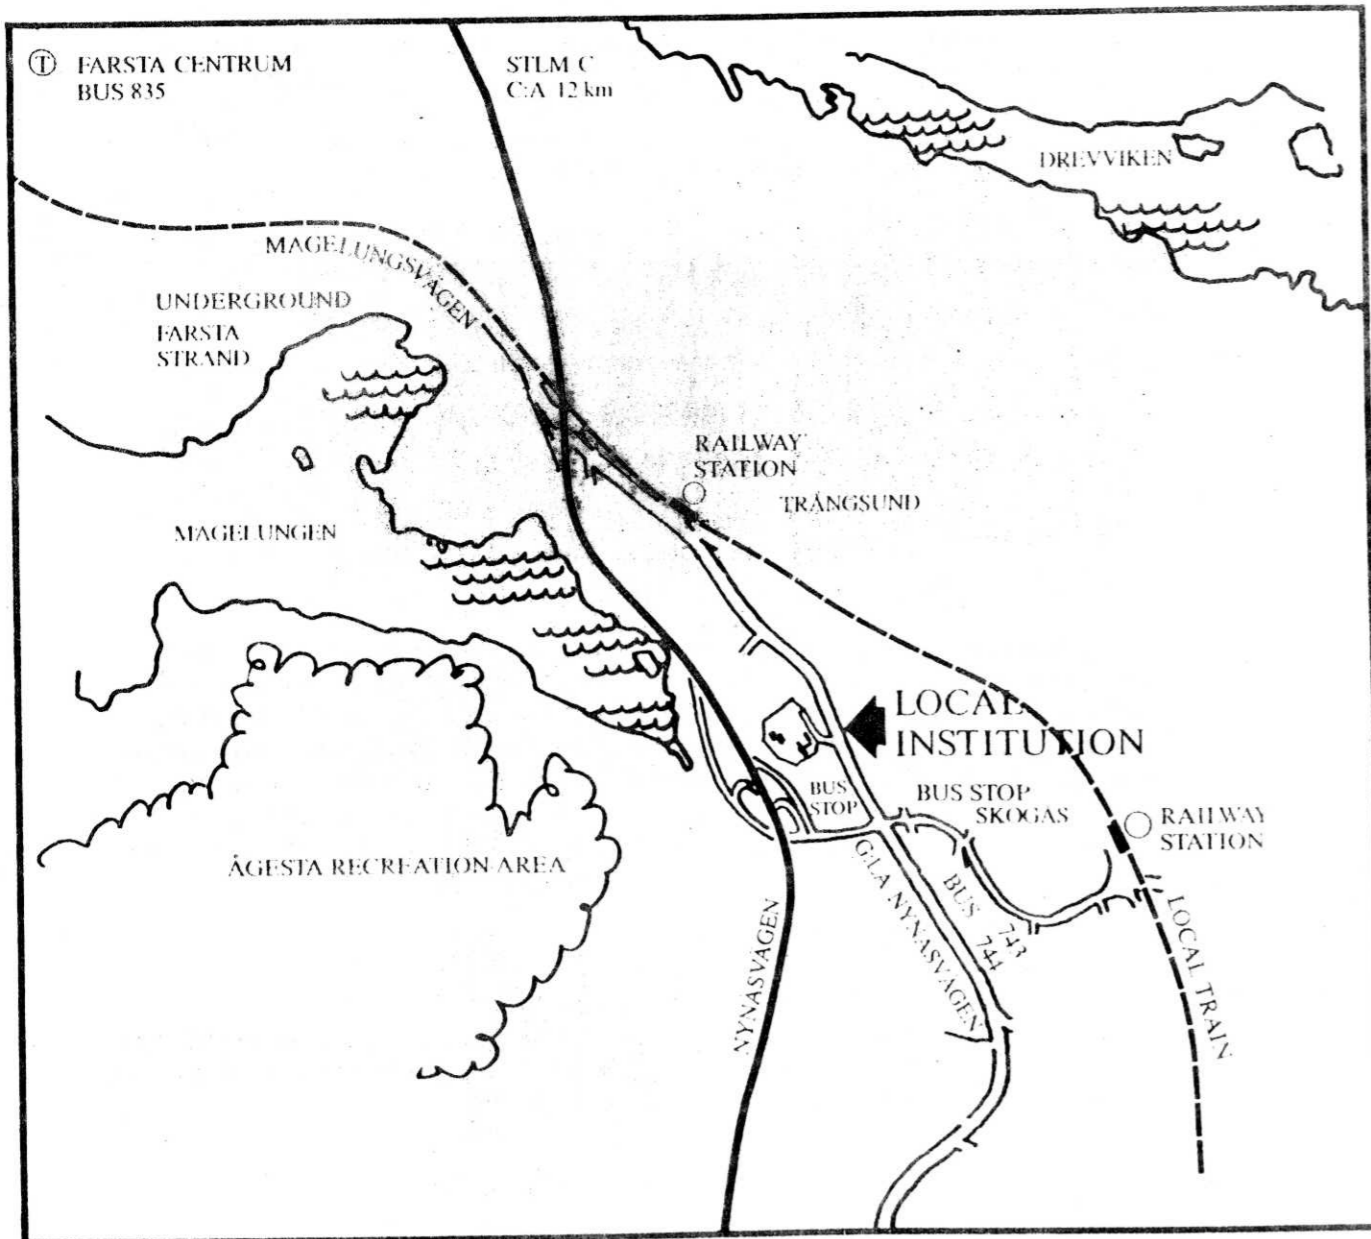 T FARSTA CENTRUM
BUS 835
STLM C
C:A 12 km
DREVVIKEN
MAGELUNGSVÄGEN
UNDERGROUND
FARSTA
STRAND
RAILWAY
STATION
TRÅNGSUND
MAGELUNGEN
LOCAL
INSTITUTION
BUS
STOP
BUS STOP
SKOGÅS
RAILWAY
STATION
ÅGESTA RECREATION AREA
G:LA NYNÄSVÄGEN
BUS 743
744
NYNÄSVÄGEN
LOCAL TRAIN